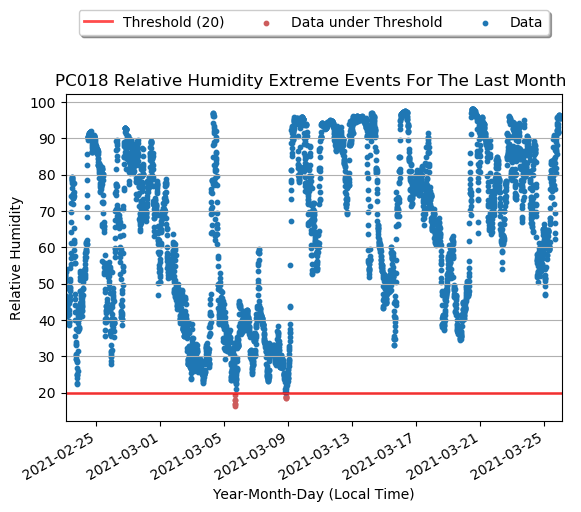 Threshold (20) Data under Threshold Data
PC018 Relative Humidity Extreme Events For The Last Month
100
90
80
70
60
50
40
30
20
Relative Humidity
2021-02-25 2021-03-01 2021-03-05 2021-03-09 2021-03-13 2021-03-17 2021-03-21 2021-03-25
Year-Month-Day (Local Time)